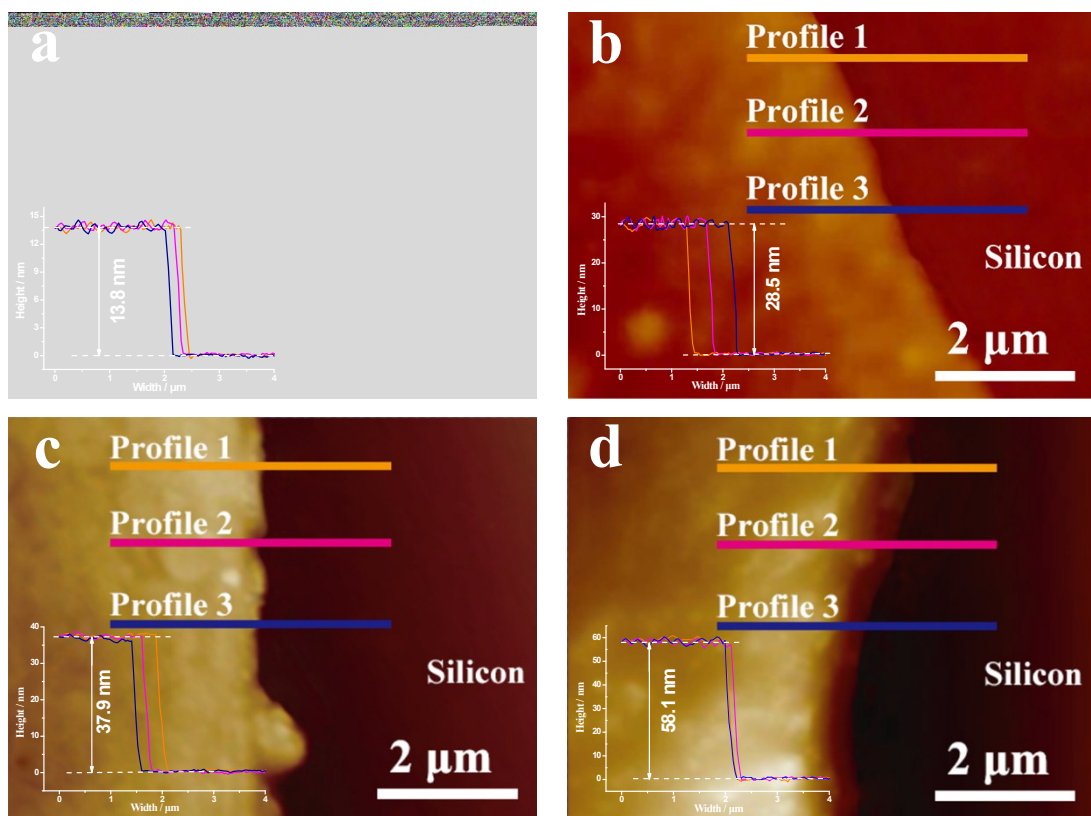 a
15
12
9
6
3
0
Height / nm
13.8 nm
0 1 2 3 4
Width / μm
b
Profile 1
Profile 2
Profile 3
Silicon
2 μm
30
20
10
0
Height / nm
28.5 nm
0 1 2 3 4
Width / μm
c
Profile 1
Profile 2
Profile 3
Silicon
2 μm
40
30
20
10
0
Height / nm
37.9 nm
0 1 2 3 4
Width / μm
d
Profile 1
Profile 2
Profile 3
Silicon
2 μm
60
50
40
30
20
10
0
Height / nm
58.1 nm
0 1 2 3 4
Width / μm